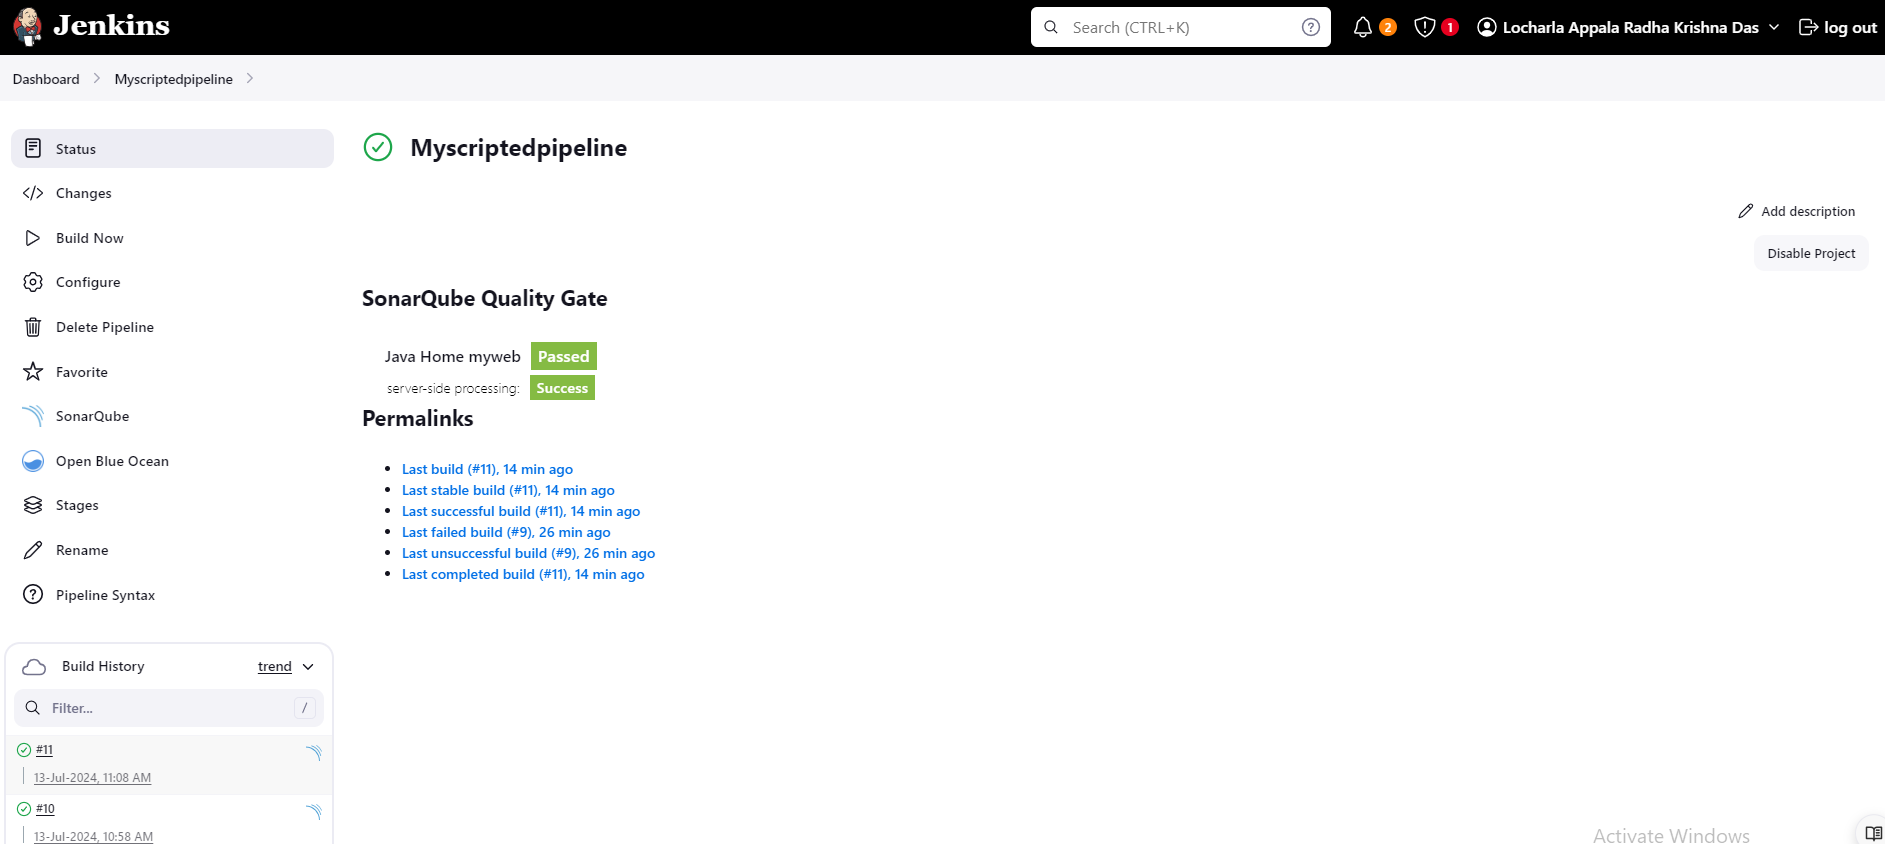 Jenkins
Search (CTRL+K)
2
1
Locharla Appala Radha Krishna Das
log out
Dashboard
Myscriptedpipeline
Status
Changes
Build Now
Configure
Delete Pipeline
Favorite
SonarQube
Open Blue Ocean
Stages
Rename
Pipeline Syntax
Build History
trend
Filter...
/
#11
13-Jul-2024, 11:08 AM
#10
13-Jul-2024, 10:58 AM
Myscriptedpipeline
Add description
Disable Project
SonarQube Quality Gate
Java Home myweb Passed
server-side processing: Success
Permalinks
Last build (#11), 14 min ago
Last stable build (#11), 14 min ago
Last successful build (#11), 14 min ago
Last failed build (#9), 26 min ago
Last unsuccessful build (#9), 26 min ago
Last completed build (#11), 14 min ago
Activate Windows